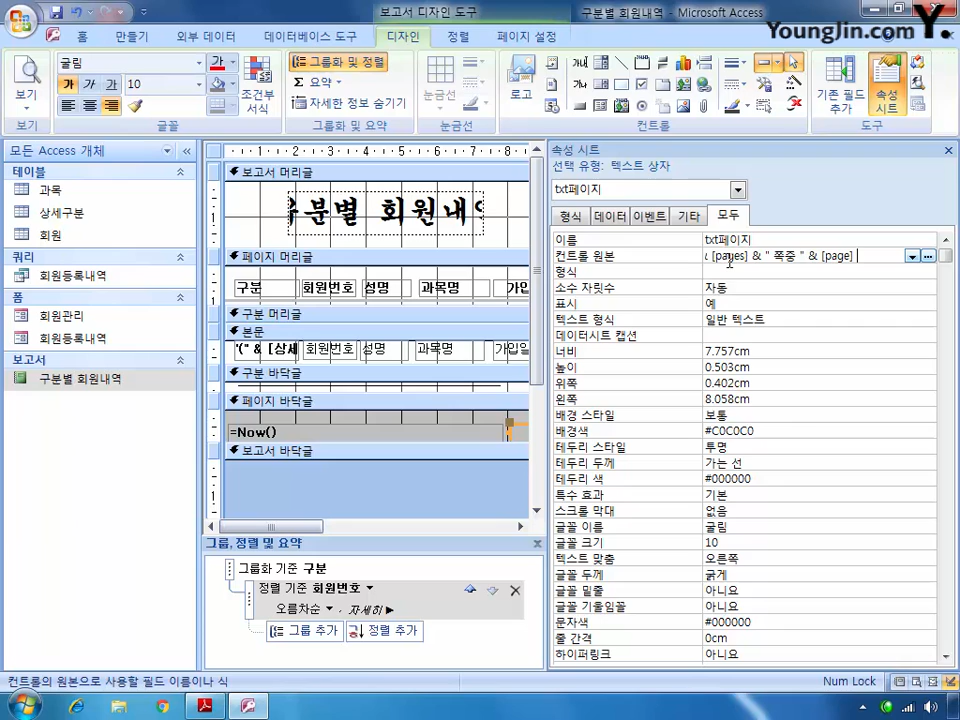 보고서 디자인 도구
구분별 회원내역 - Microsoft Access
YoungJin.com Y.
홈 만들기 외부 데이터 데이터베이스 도구 디자인 정렬 페이지 설정
보기
굴림
가 가 가 10
조건부 서식
그룹화 및 정렬
Σ 요약
자세한 정보 숨기기
눈금선
로고
기존 필드 추가
속성 시트
보기 글꼴 그룹화 및 요약 눈금선 컨트롤 도구
모든 Access 개체
테이블
과목
상세구분
회원
쿼리
회원등록내역
폼
회원관리
회원등록내역
보고서
구분별 회원내역
1 2 3 4 5 6 7 8
보고서 머리글
분별 회원내
페이지 머리글
구분 회원번호 성명 과목명 가입
구분 머리글
본문
'(" & [상세 회원번호 성명 과목명 가입일
구분 바닥글
페이지 바닥글
=Now()
보고서 바닥글
그룹, 정렬 및 요약
그룹화 기준 구분
정렬 기준 회원번호
오름차순 , 자세히
그룹 추가 정렬 추가
속성 시트
선택 유형: 텍스트 상자
txt페이지
형식 데이터 이벤트 기타 모두
이름 txt페이지
컨트롤 원본 [pages] & " 쪽중 " & [page]
형식
소수 자릿수 자동
표시 예
텍스트 형식 일반 텍스트
데이터시트 캡션
너비 7.757cm
높이 0.503cm
위쪽 0.402cm
왼쪽 8.058cm
배경 스타일 보통
배경색 #C0C0C0
테두리 스타일 투명
테두리 두께 가는 선
테두리 색 #000000
특수 효과 기본
스크롤 막대 없음
글꼴 이름 굴림
글꼴 크기 10
텍스트 맞춤 오른쪽
글꼴 두께 굵게
글꼴 밑줄 아니요
글꼴 기울임꼴 아니요
문자색 #000000
줄 간격 0cm
하이퍼링크 아니요
컨트롤의 원본으로 사용할 필드 이름이나 식
Num Lock